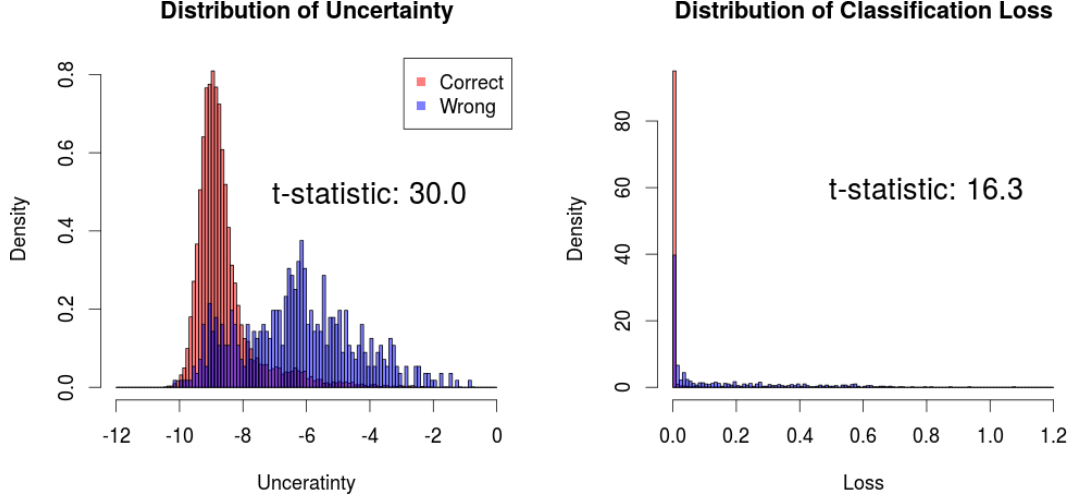 Distribution of Uncertainty
Density
0.0
0.2
0.4
0.6
0.8
Correct
Wrong
t-statistic: 30.0
-12
-10
-8
-6
-4
-2
0
Unceratinty
Distribution of Classification Loss
Density
0
20
40
60
80
t-statistic: 16.3
0.0
0.2
0.4
0.6
0.8
1.0
1.2
Loss